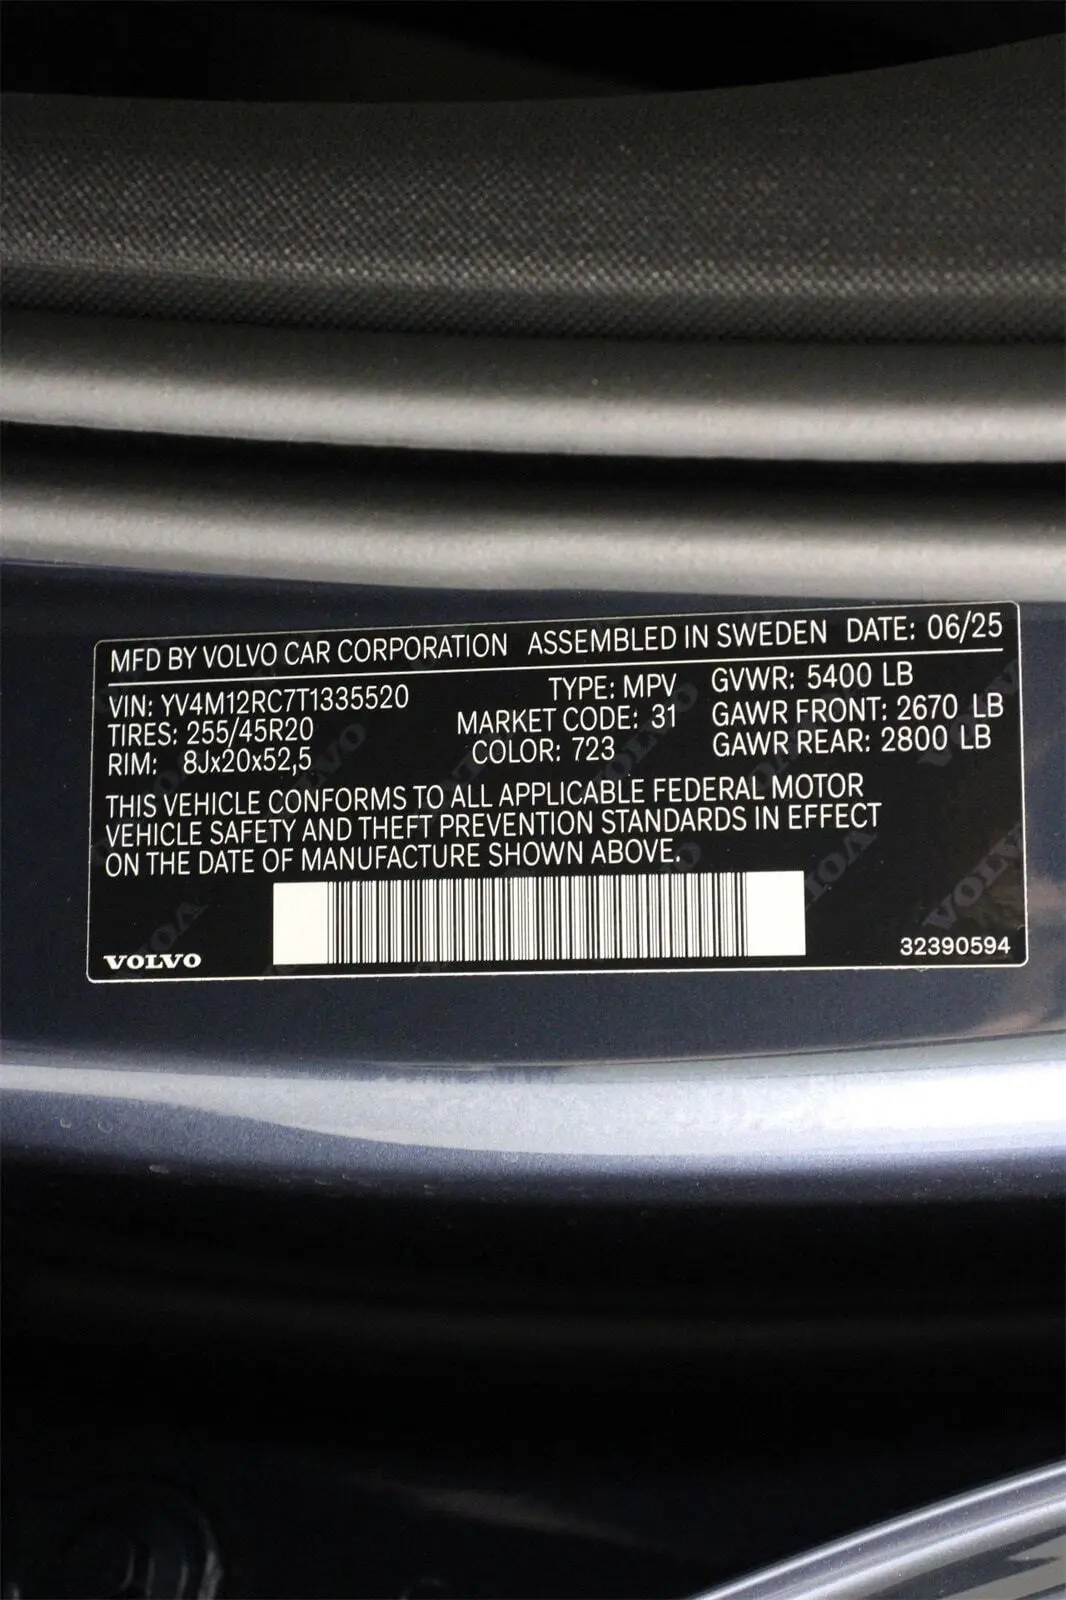 MFD BY VOLVO CAR CORPORATION ASSEMBLED IN SWEDEN DATE: 06/25
VIN: YV4M12RC7T1335520 TYPE: MPV GVWR: 5400 LB
TIRES: 255/45R20 MARKET CODE: 31 GAWR FRONT: 2670 LB
RIM: 8Jx20x52,5 COLOR: 723 GAWR REAR: 2800 LB
THIS VEHICLE CONFORMS TO ALL APPLICABLE FEDERAL MOTOR
VEHICLE SAFETY AND THEFT PREVENTION STANDARDS IN EFFECT
ON THE DATE OF MANUFACTURE SHOWN ABOVE.
VOLVO 32390594